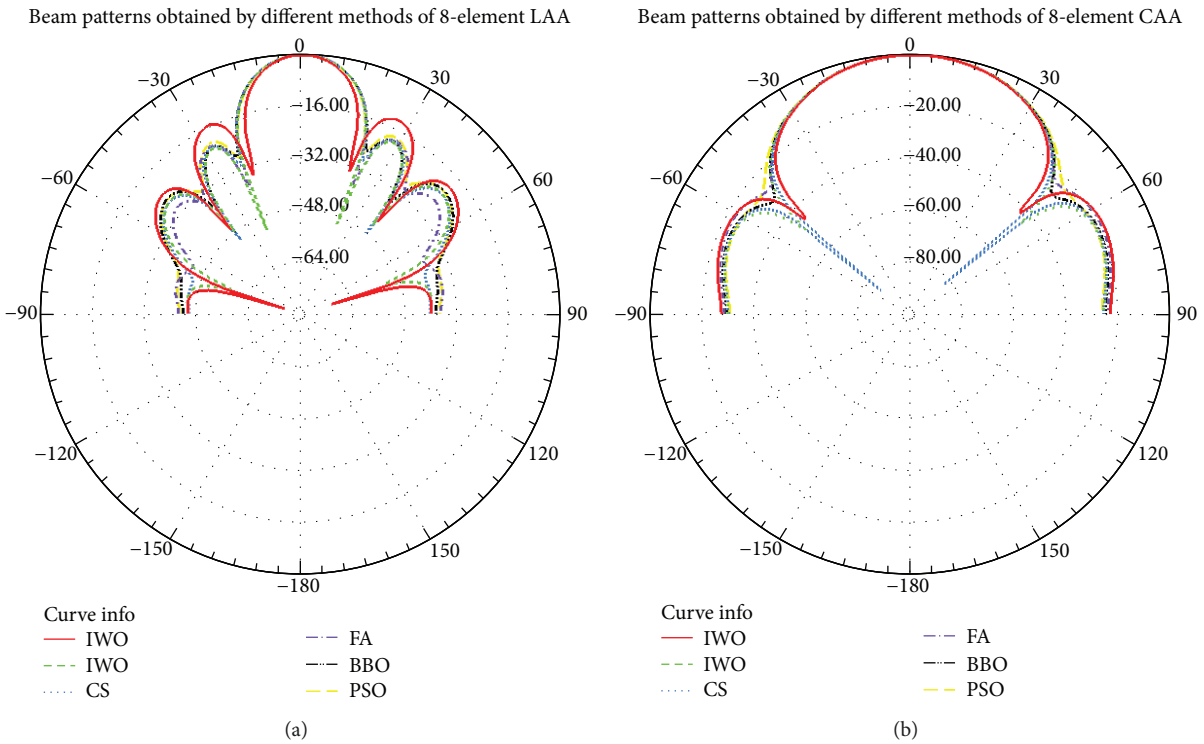 Beam patterns obtained by different methods of 8-element LAA
0
−30
30
−16.00
−32.00
−60
60
−48.00
−64.00
−90
90
−120
120
−150
150
−180
Curve info
IWO
IWO
CS
FA
BBO
PSO
(a)
Beam patterns obtained by different methods of 8-element CAA
0
−30
30
−20.00
−40.00
−60
60
−60.00
−80.00
−90
90
−120
120
−150
150
−180
Curve info
IWO
IWO
CS
FA
BBO
PSO
(b)